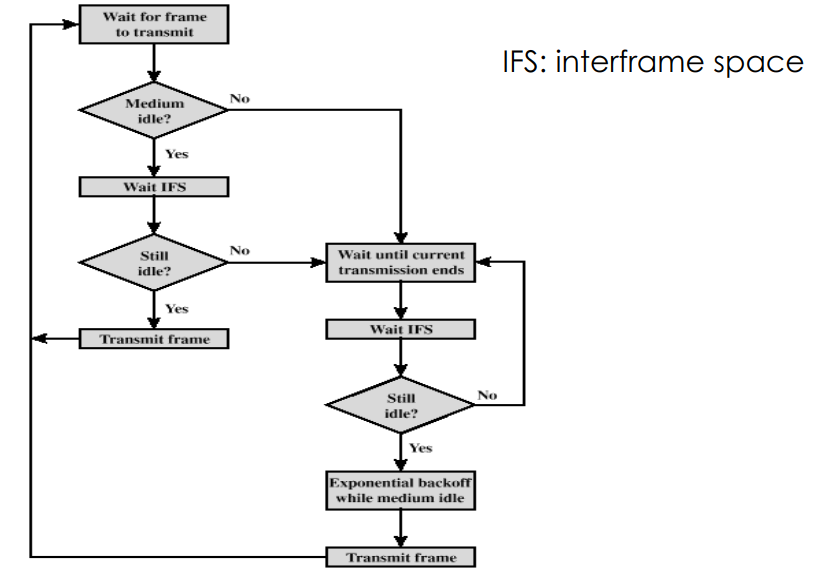 Wait for frame
to transmit
IFS: interframe space
Medium
idle?
No
Yes
Wait IFS
Still
idle?
No
Yes
Transmit frame
Wait until current
transmission ends
Wait IFS
Still
idle?
No
Yes
Exponential backoff
while medium idle
Transmit frame